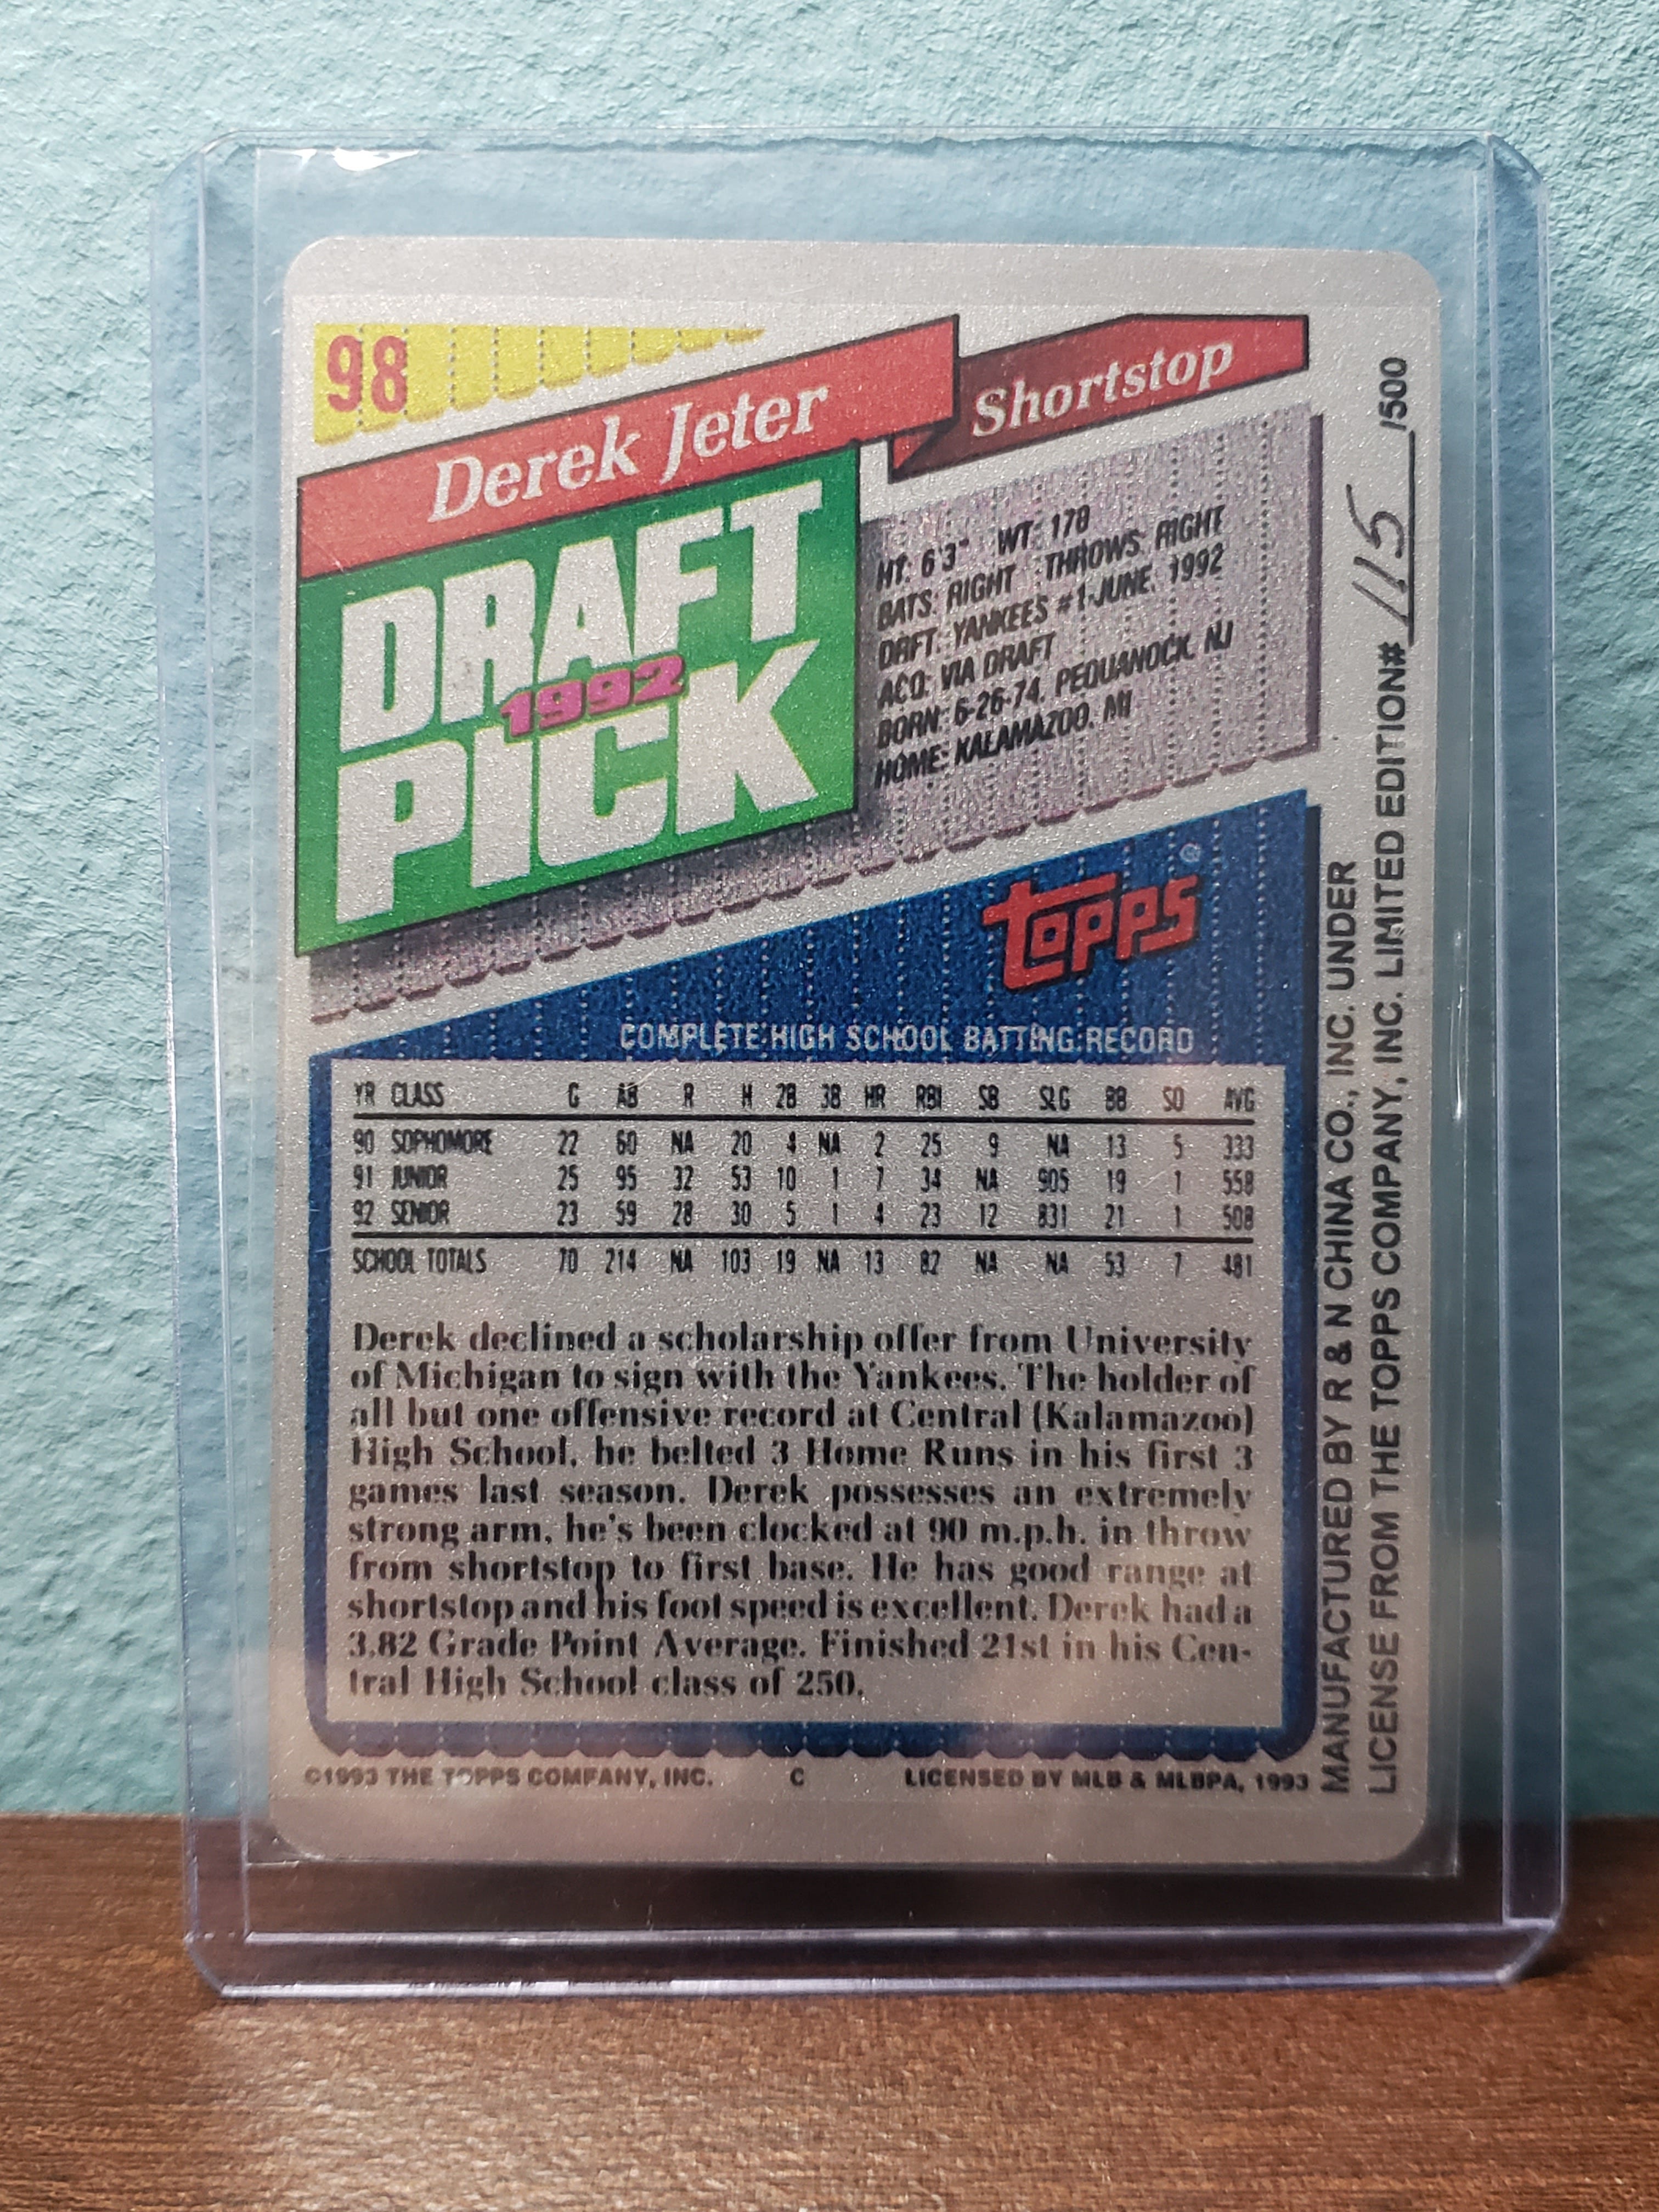 98
Derek Jeter
Shortstop
DRAFT
1992
PICK
HT: 6'3" WT: 178
BATS: RIGHT THROWS: RIGHT
DRFT: YANKEES #1-JUNE, 1992
ACQ: VIA DRAFT
BORN: 6-26-74, PEQUANOCK, NJ
HOME: KALAMAZOO, MI
TOPPS
COMPLETE HIGH SCHOOL BATTING RECORD
YR CLASS G AB R H 2B 3B HR RBI SB SLG BB SO AVG
90 SOPHOMORE 22 60 NA 20 4 NA 2 25 9 NA 13 5 333
91 JUNIOR 25 95 32 53 10 1 7 34 NA 905 19 1 558
92 SENIOR 23 59 28 30 5 1 4 23 12 831 21 1 508
SCHOOL TOTALS 70 214 NA 103 19 NA 13 82 NA NA 53 7 481
Derek declined a scholarship offer from University
of Michigan to sign with the Yankees. The holder of
all but one offensive record at Central (Kalamazoo)
High School, he belted 3 Home Runs in his first 3
games last season. Derek possesses an extremely
strong arm, he's been clocked at 90 m.p.h. in throw
from shortstop to first base. He has good range at
shortstop and his foot speed is excellent. Derek had a
3.82 Grade Point Average. Finished 21st in his Cen-
tral High School class of 250.
©1993 THE TOPPS COMPANY, INC. C LICENSED BY MLB & MLBPA, 1993
MANUFACTURED BY R & N CHINA CO., INC. UNDER
LICENSE FROM THE TOPPS COMPANY, INC. LIMITED EDITION# 115 /500